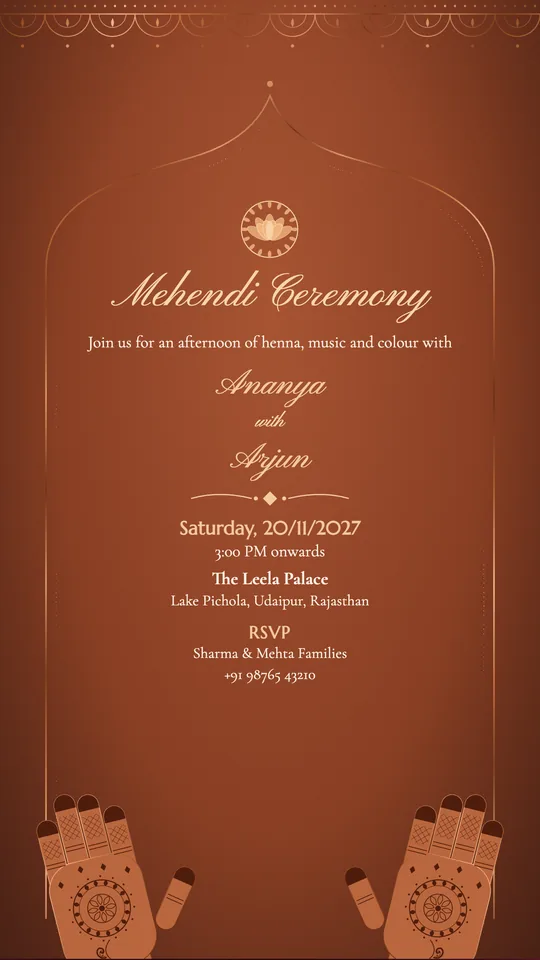 Mehendi Ceremony
Join us for an afternoon of henna, music and colour with
Ananya
with
Arjun
Saturday, 20/11/2027
3:00 PM onwards
The Leela Palace
Lake Pichola, Udaipur, Rajasthan
RSVP
Sharma & Mehta Families
+91 98765 43210